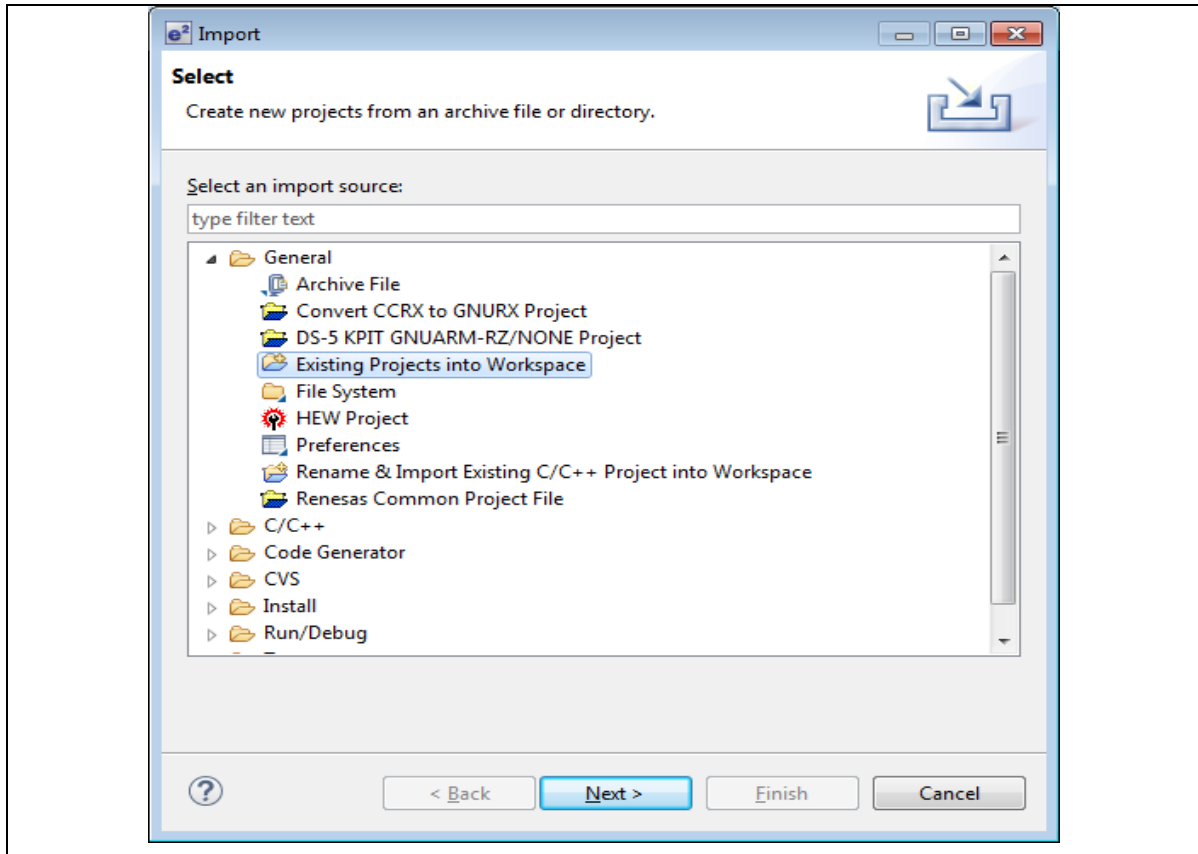 e² Import
Select
Create new projects from an archive file or directory.
Select an import source:
type filter text
General
Archive File
Convert CCRX to GNURX Project
DS-5 KPIT GNUARM-RZ/NONE Project
Existing Projects into Workspace
File System
HEW Project
Preferences
Rename & Import Existing C/C++ Project into Workspace
Renesas Common Project File
C/C++
Code Generator
CVS
Install
Run/Debug
? < Back Next > Finish Cancel